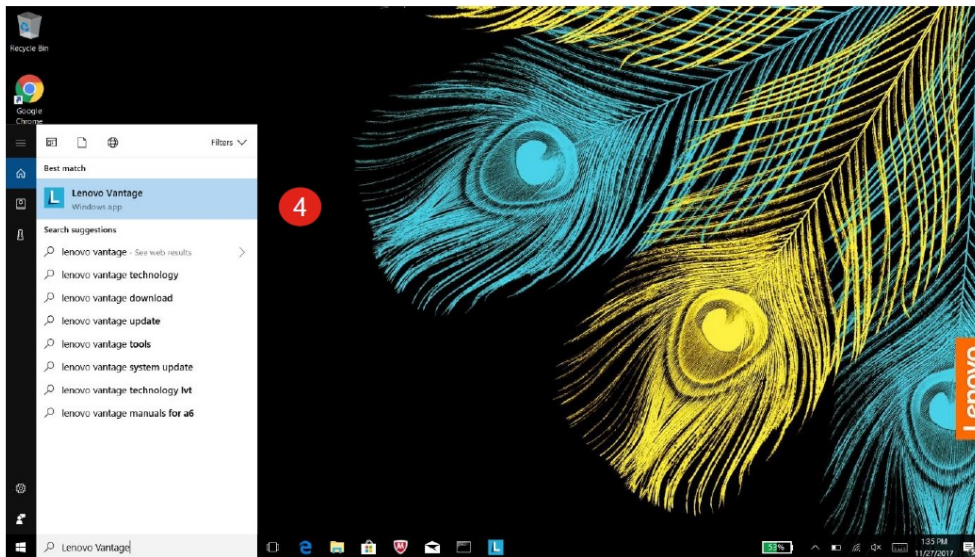 Recycle Bin
Google
Chrome
Filters
Best match
Lenovo Vantage
Windows app
Search suggestions
lenovo vantage - See web results
lenovo vantage technology
lenovo vantage download
lenovo vantage update
lenovo vantage tools
lenovo vantage system update
lenovo vantage technology lvt
lenovo vantage manuals for a6
4
Lenovo
Lenovo Vantage
53%
1:35 PM
11/27/2017